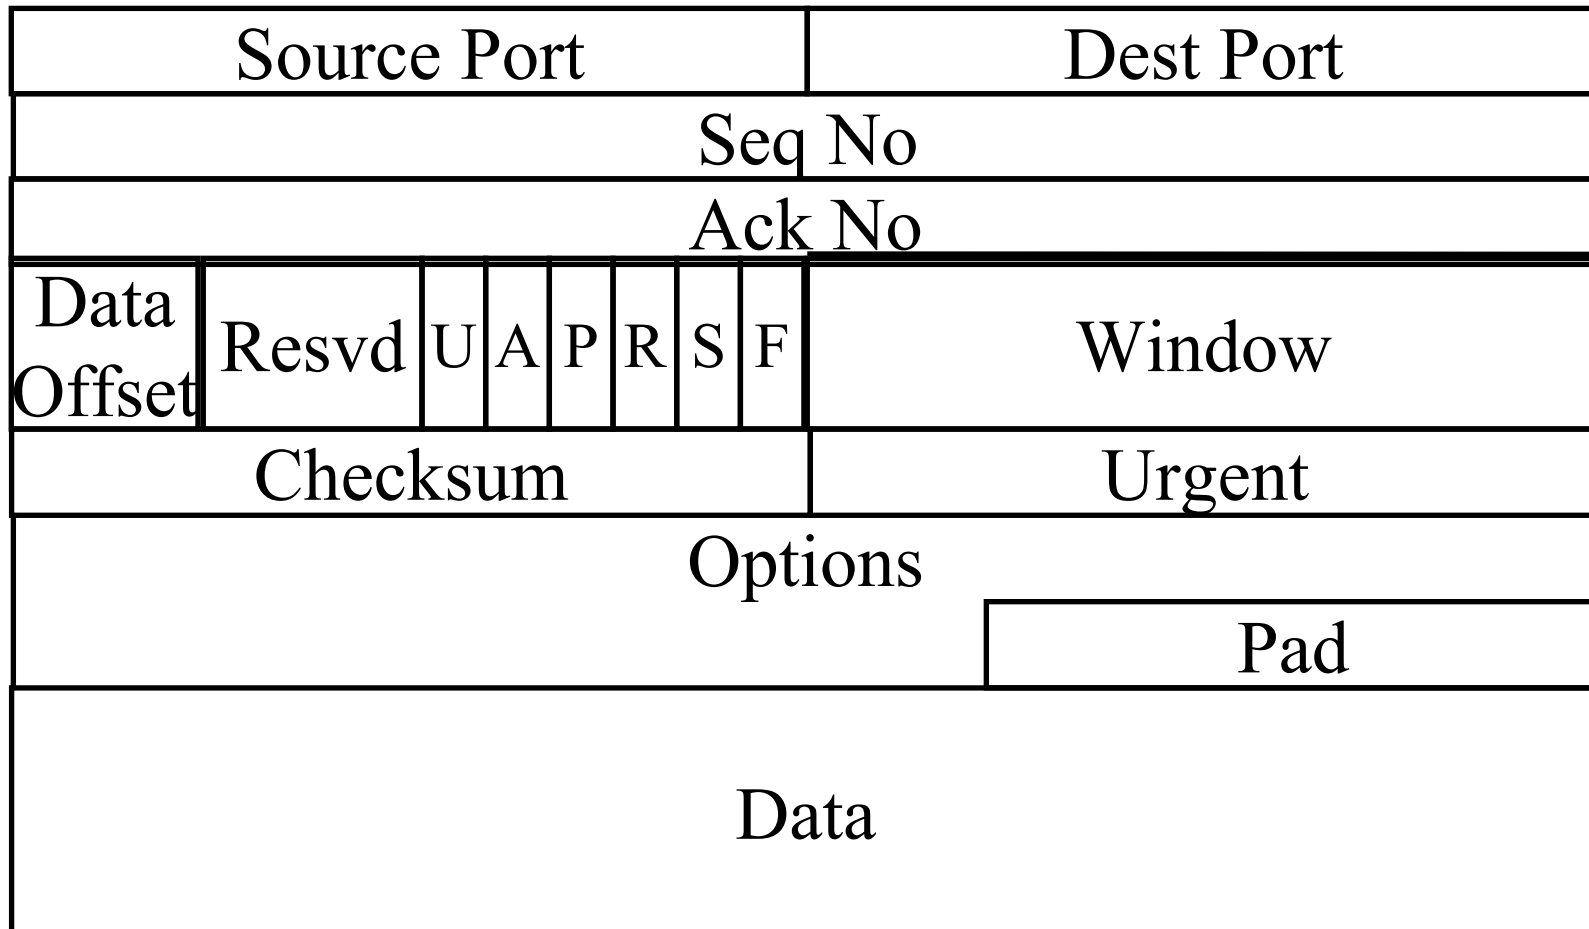 Source Port Dest Port
Seq No
Ack No
Data
Offset Resvd U A P R S F Window
Checksum Urgent
Options
Pad
Data